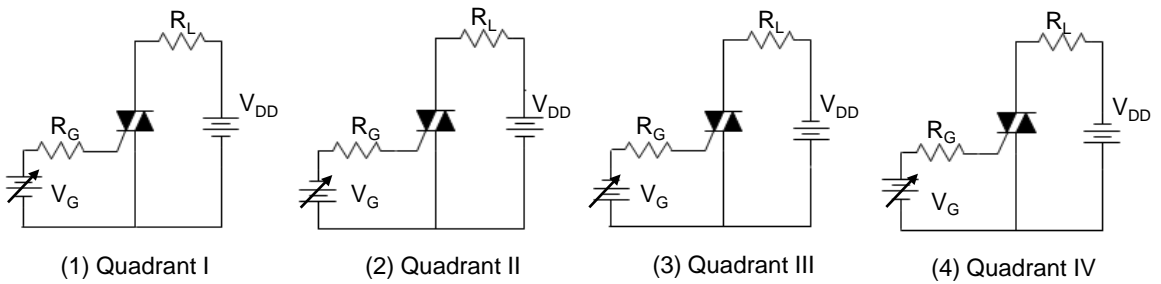 R_L
V_DD
R_G
V_G
(1) Quadrant I
R_L
V_DD
R_G
V_G
(2) Quadrant II
R_L
V_DD
R_G
V_G
(3) Quadrant III
R_L
V_DD
R_G
V_G
(4) Quadrant IV